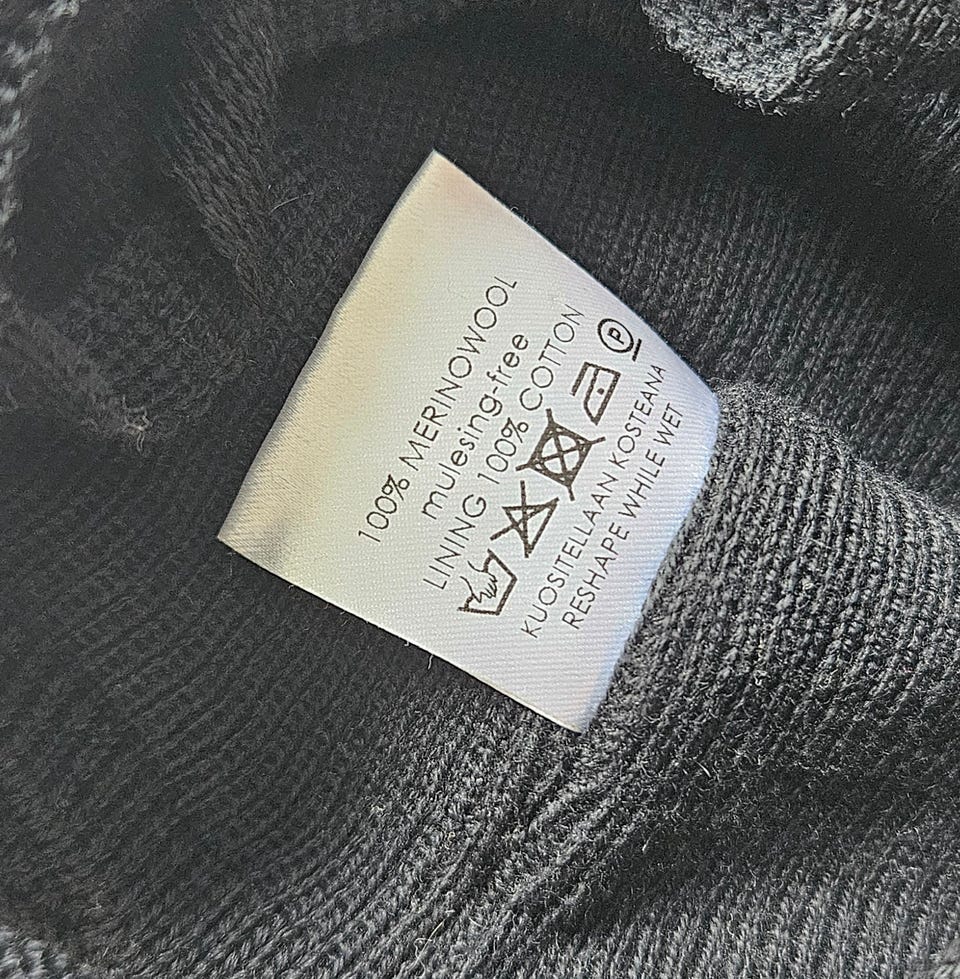 100% MERINOWOOL
mulesing-free
LINING 100% COTTON
P
KUOSITELLAAN KOSTEANA
RESHAPE WHILE WET